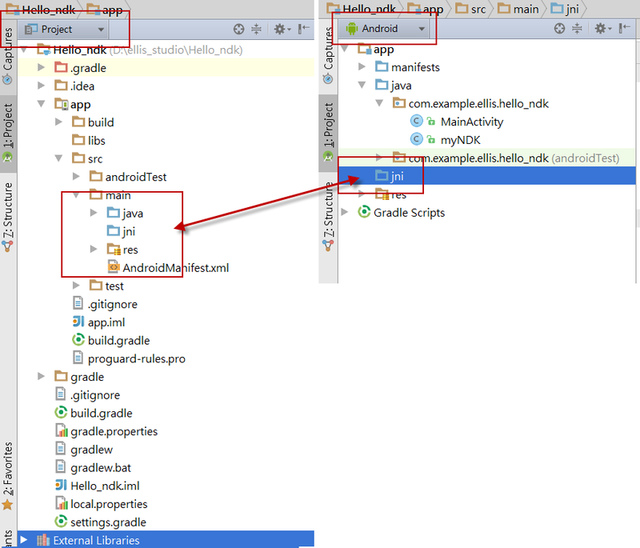 Hello_ndk app
Project
Hello_ndk (D:\ellis_studio\Hello_ndk)
.gradle
.idea
app
build
libs
src
androidTest
main
java
jni
res
AndroidManifest.xml
test
.gitignore
app.iml
build.gradle
proguard-rules.pro
gradle
.gitignore
build.gradle
gradle.properties
gradlew
gradlew.bat
Hello_ndk.iml
local.properties
settings.gradle
External Libraries
Captures
1: Project
7: Structure
2: Favorites
Hello_ndk app src main jni
Android
app
manifests
java
com.example.ellis.hello_ndk
MainActivity
myNDK
com.example.ellis.hello_ndk (androidTest)
jni
res
Gradle Scripts
Captures
1: Project
7: Structure